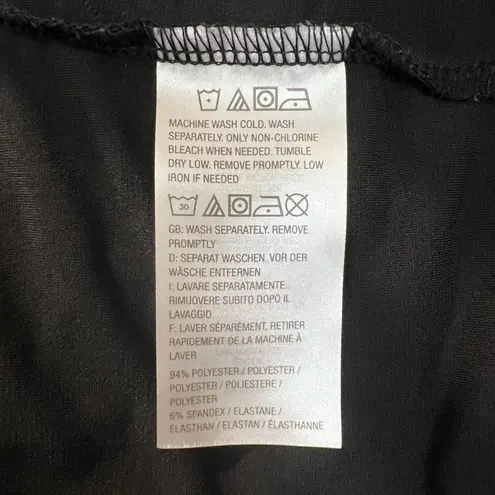 MACHINE WASH COLD. WASH
SEPARATELY. ONLY NON-CHLORINE
BLEACH WHEN NEEDED. TUMBLE
DRY LOW. REMOVE PROMPTLY. LOW
IRON IF NEEDED
30
GB: WASH SEPARATELY. REMOVE
PROMPTLY
D: SEPARAT WASCHEN. VOR DER
WÄSCHE ENTFERNEN
I: LAVARE SEPARATAMENTE.
RIMUOVERE SUBITO DOPO IL
LAVAGGIO
F: LAVER SÉPARÉMENT. RETIRER
RAPIDEMENT DE LA MACHINE À
LAVER
94% POLYESTER / POLYESTER /
POLYESTER / POLIESTERE /
POLYESTER
6% SPANDEX / ELASTANE /
ELASTHAN / ELASTAN / ÉLASTHANNE